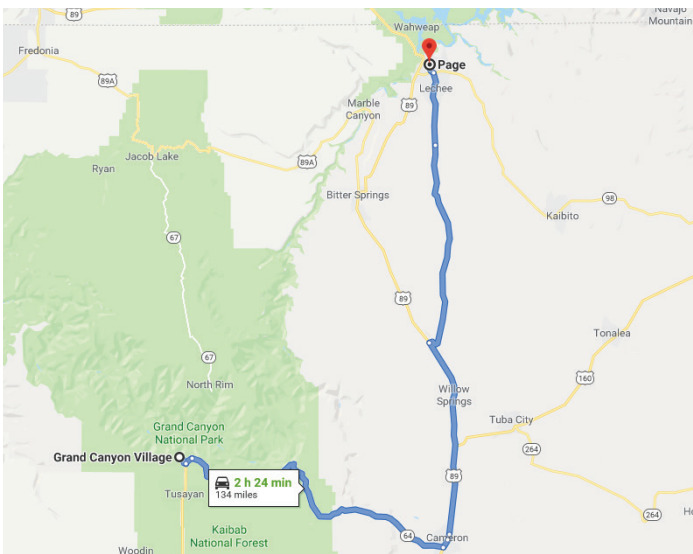 89
Navajo
Mountain
Wahweap
Fredonia
Page
89A
Lechee
Marble
Canyon
89
Jacob Lake
89A
Ryan
Bitter Springs
98
Kaibito
67
89
Tonalea
67
160
North Rim
Willow
Springs
Tuba City
Grand Canyon
National Park
264
Grand Canyon Village
89
2 h 24 min
134 miles
Tusayan
264
He
Kaibab
National Forest
64
Cameron
Woodin